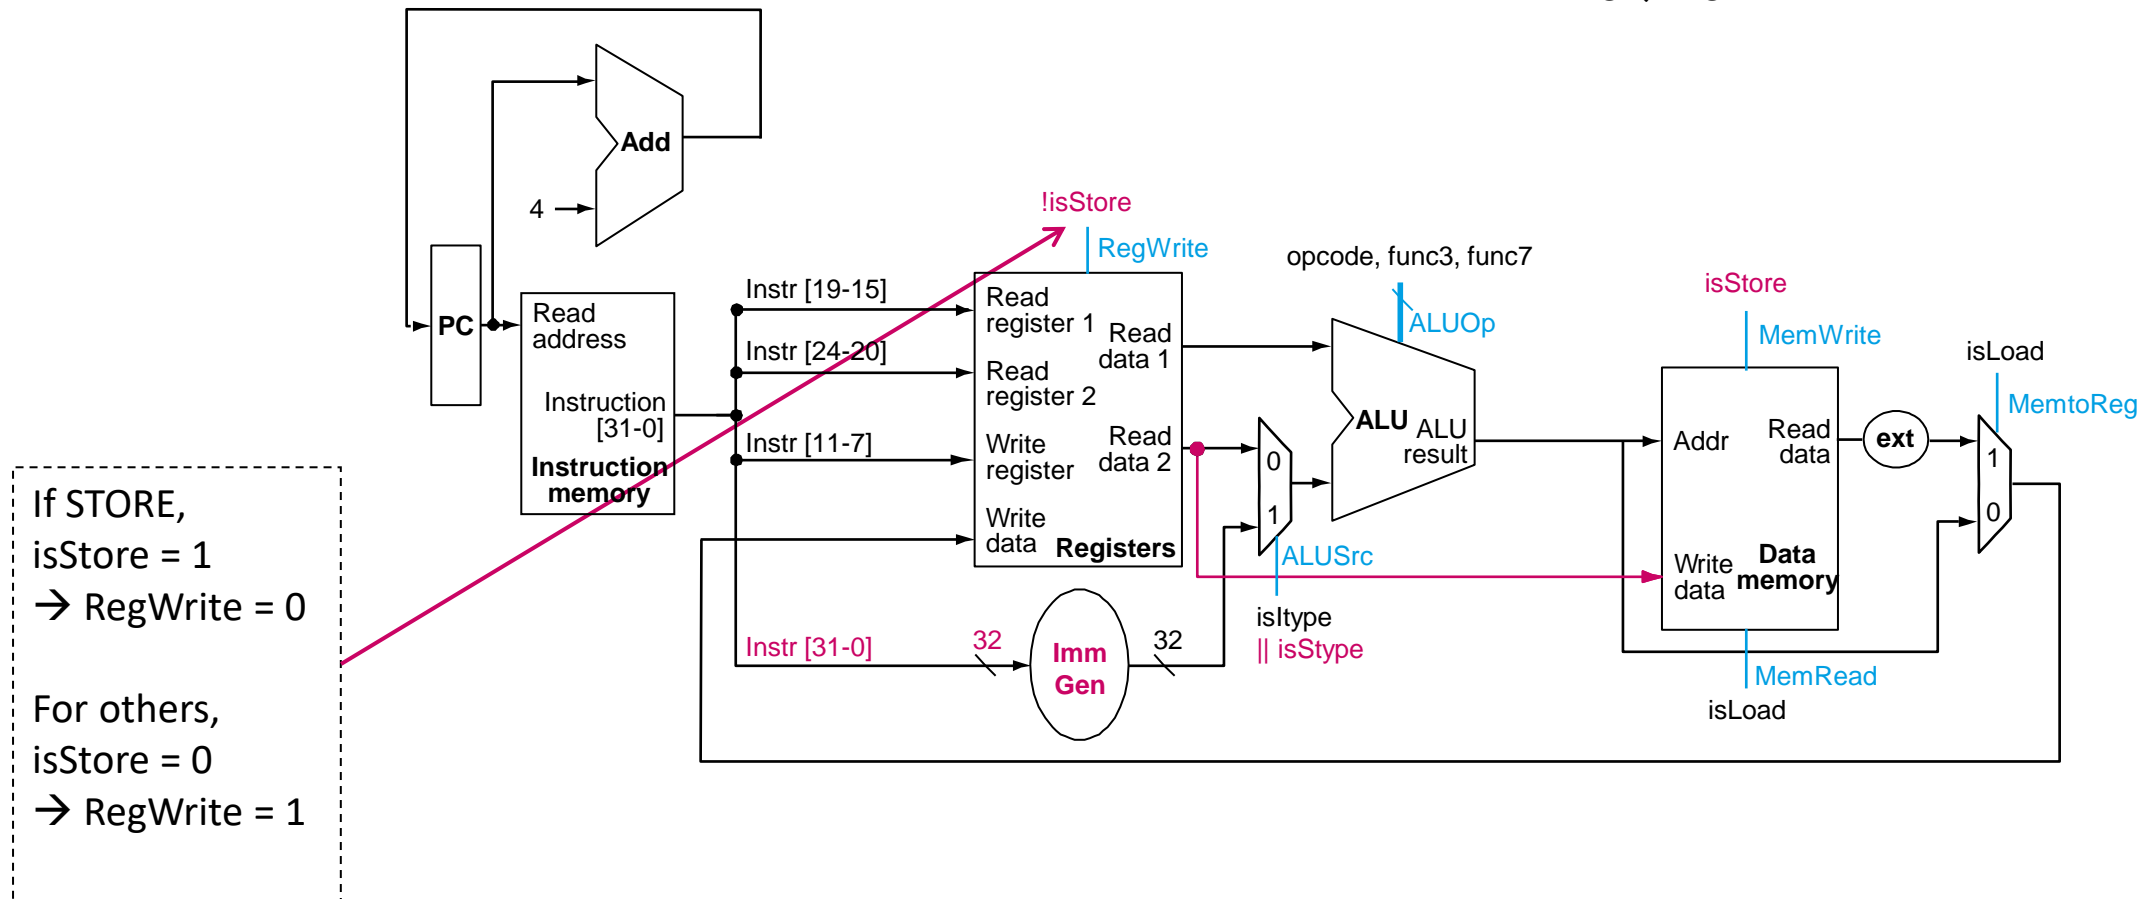 Add
4
PC
Read
address
Instruction
[31-0]
Instruction
memory
Instr [19-15]
Instr [24-20]
Instr [11-7]
Instr [31-0]
32
Imm
Gen
32
!isStore
RegWrite
Read
register 1
Read
register 2
Write
register
Write
data
Read
data 1
Read
data 2
Registers
0
1
ALUSrc
isItype
|| isStype
opcode, func3, func7
ALUOp
ALU
ALU
result
isStore
MemWrite
Addr
Read
data
Write
data
Data
memory
MemRead
isLoad
ext
isLoad
MemtoReg
1
0
If STORE,
isStore = 1
→ RegWrite = 0
For others,
isStore = 0
→ RegWrite = 1